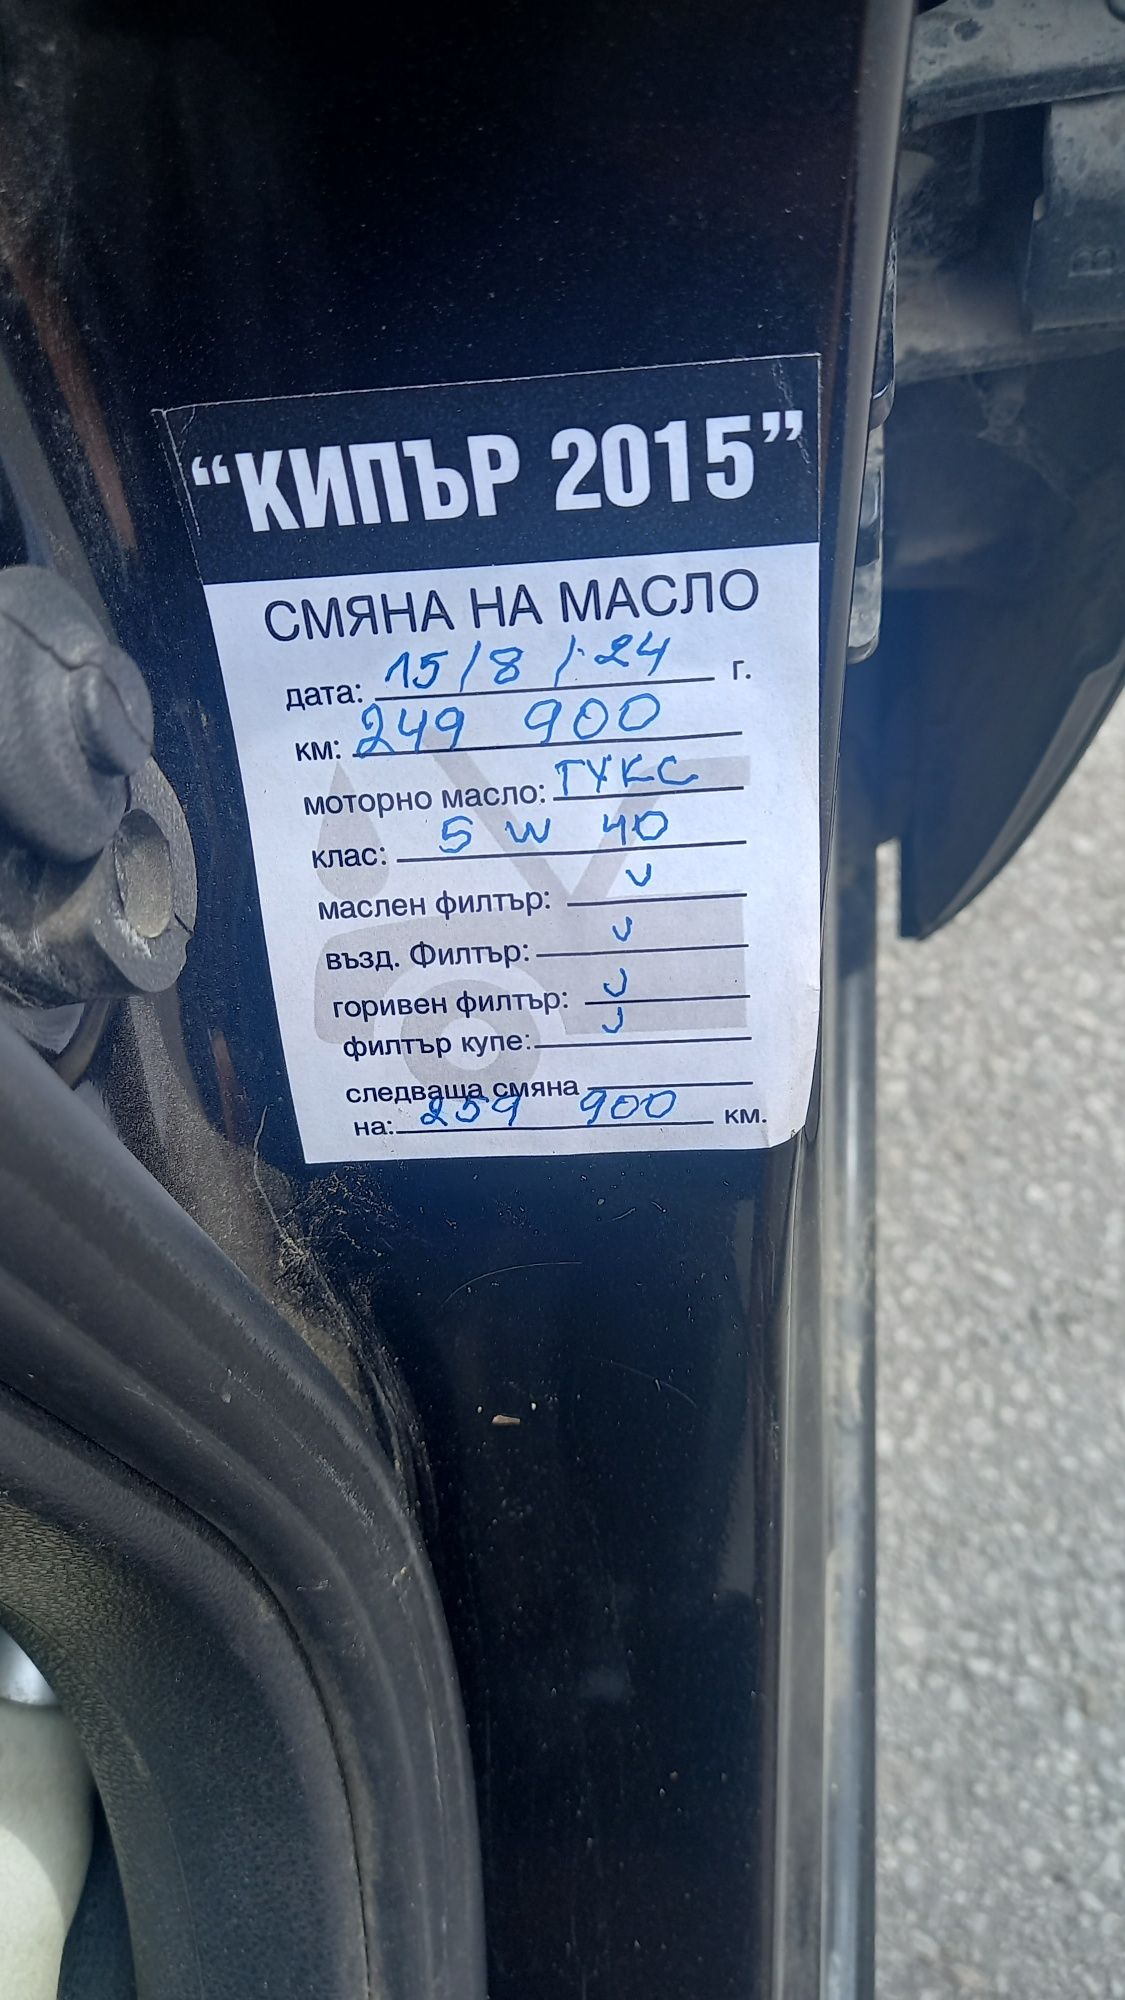 "КИПЪР 2015"
СМЯНА НА МАСЛО
дата: 15/8/24 г.
км: 249 900
моторно масло: ТУКС
клас: 5 W 40
маслен филтър: v
възд. Филтър: v
горивен филтър: v
филтър купе: v
следваща смяна
на: 259 900 км.